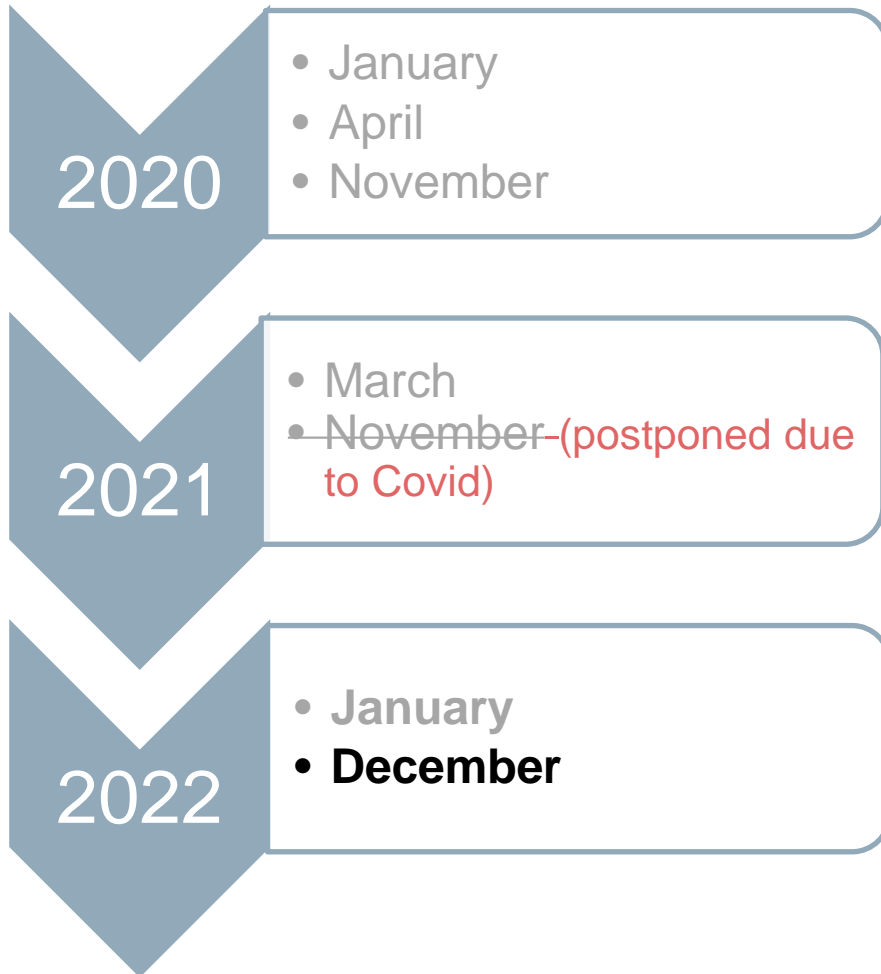 2020
• January
• April
• November
2021
• March
• November (postponed due
to Covid)
2022
• January
• December